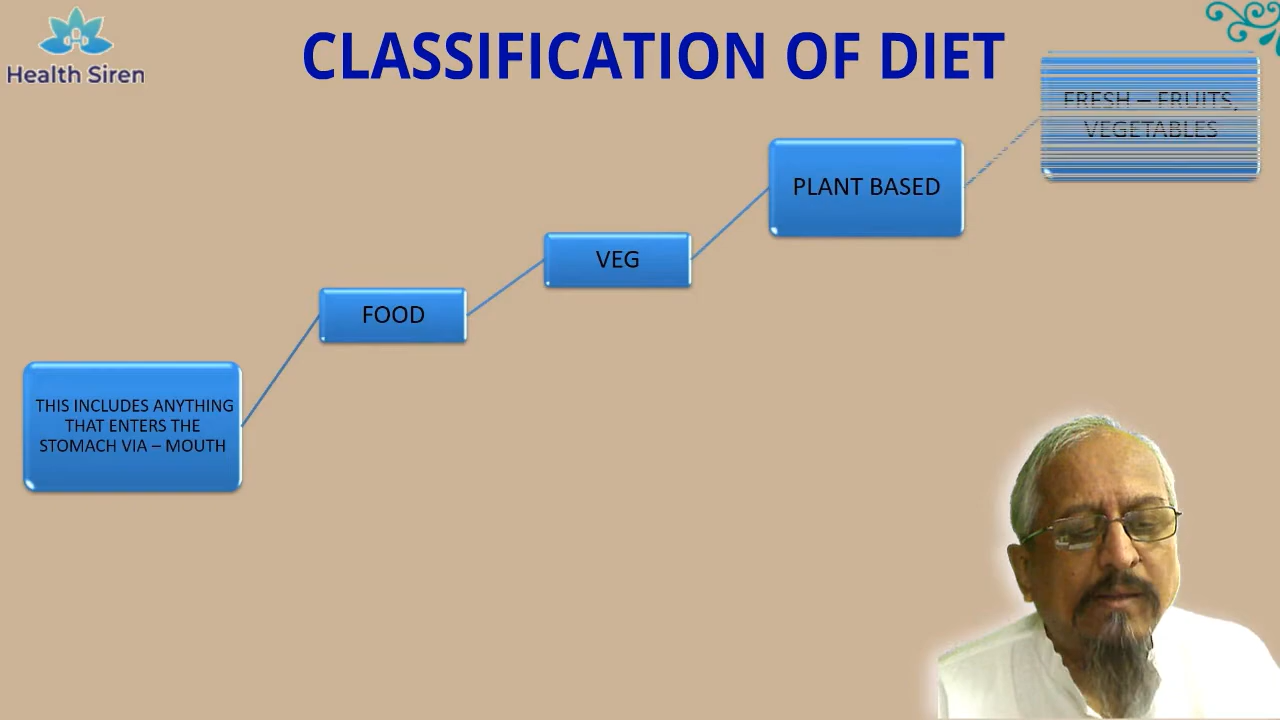 Health Siren
CLASSIFICATION OF DIET
FRESH – FRUITS,
VEGETABLES
PLANT BASED
VEG
FOOD
THIS INCLUDES ANYTHING
THAT ENTERS THE
STOMACH VIA – MOUTH